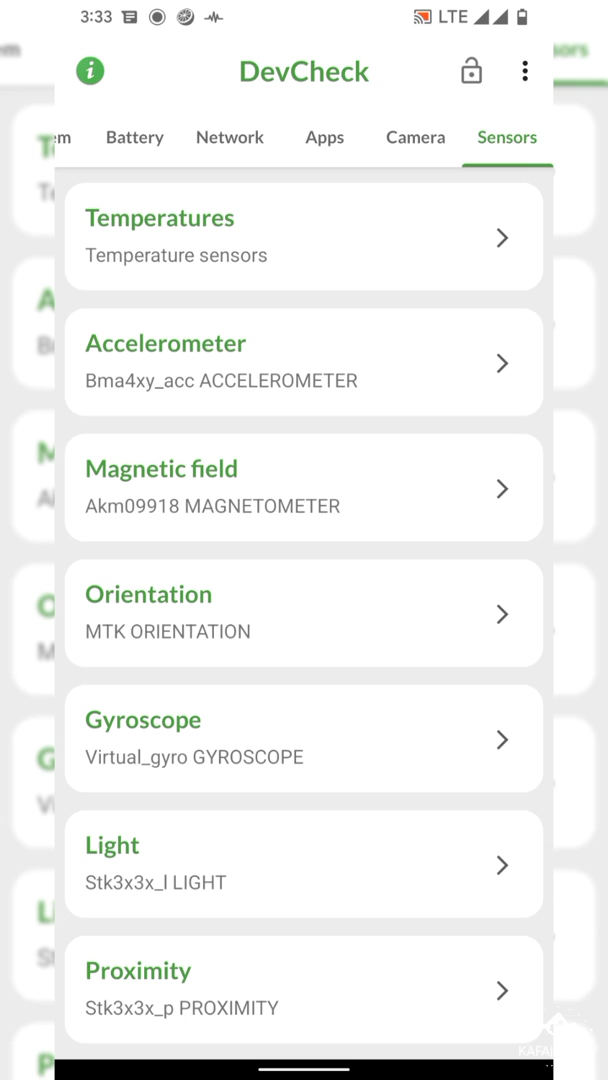 3:33 LTE
DevCheck
Battery Network Apps Camera Sensors
Temperatures
Temperature sensors
Accelerometer
Bma4xy_acc ACCELEROMETER
Magnetic field
Akm09918 MAGNETOMETER
Orientation
MTK ORIENTATION
Gyroscope
Virtual_gyro GYROSCOPE
Light
Stk3x3x_l LIGHT
Proximity
Stk3x3x_p PROXIMITY